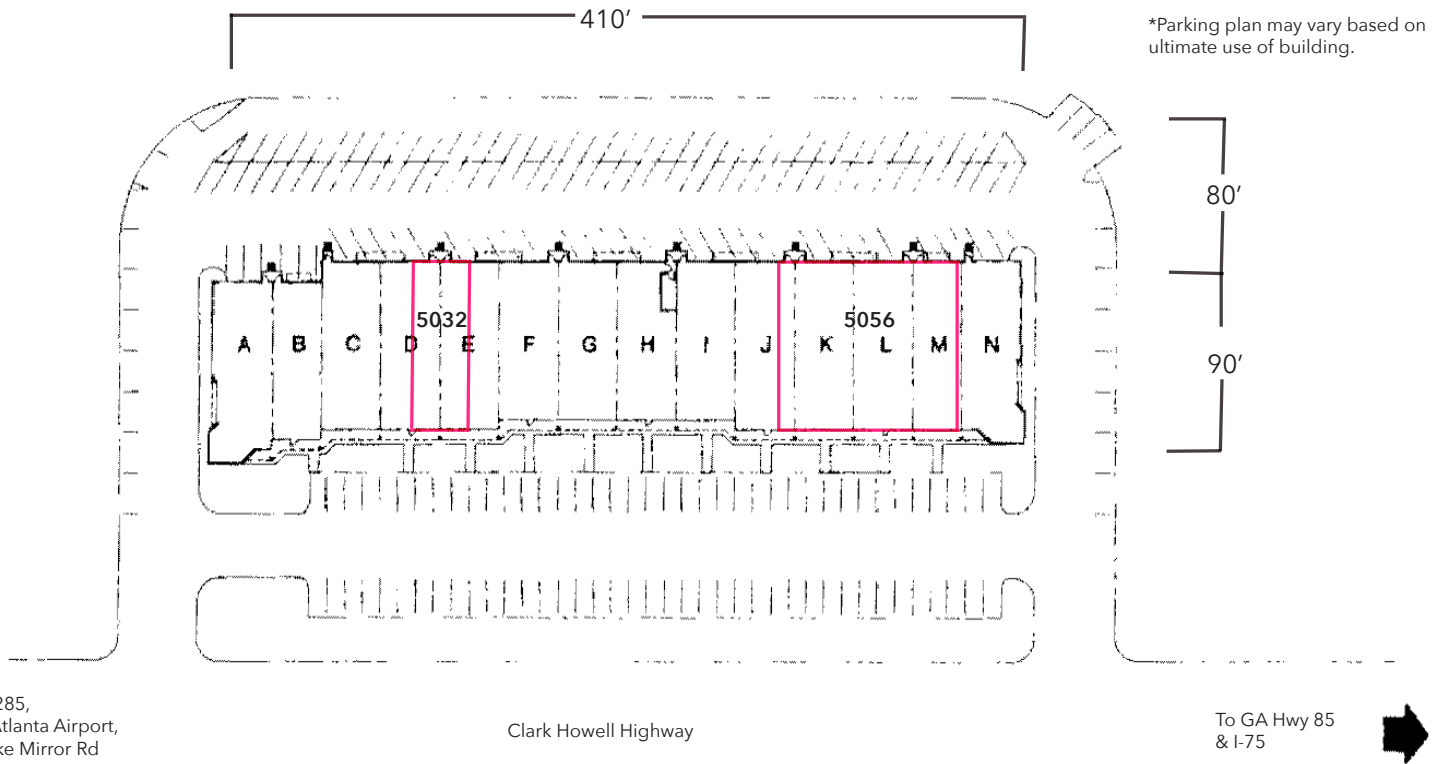 410’
*Parking plan may vary based on
ultimate use of building.
80’
90’
5032
5056
A B C D E F G H I J K L M N
285,
Atlanta Airport,
ke Mirror Rd
Clark Howell Highway
To GA Hwy 85
& I-75